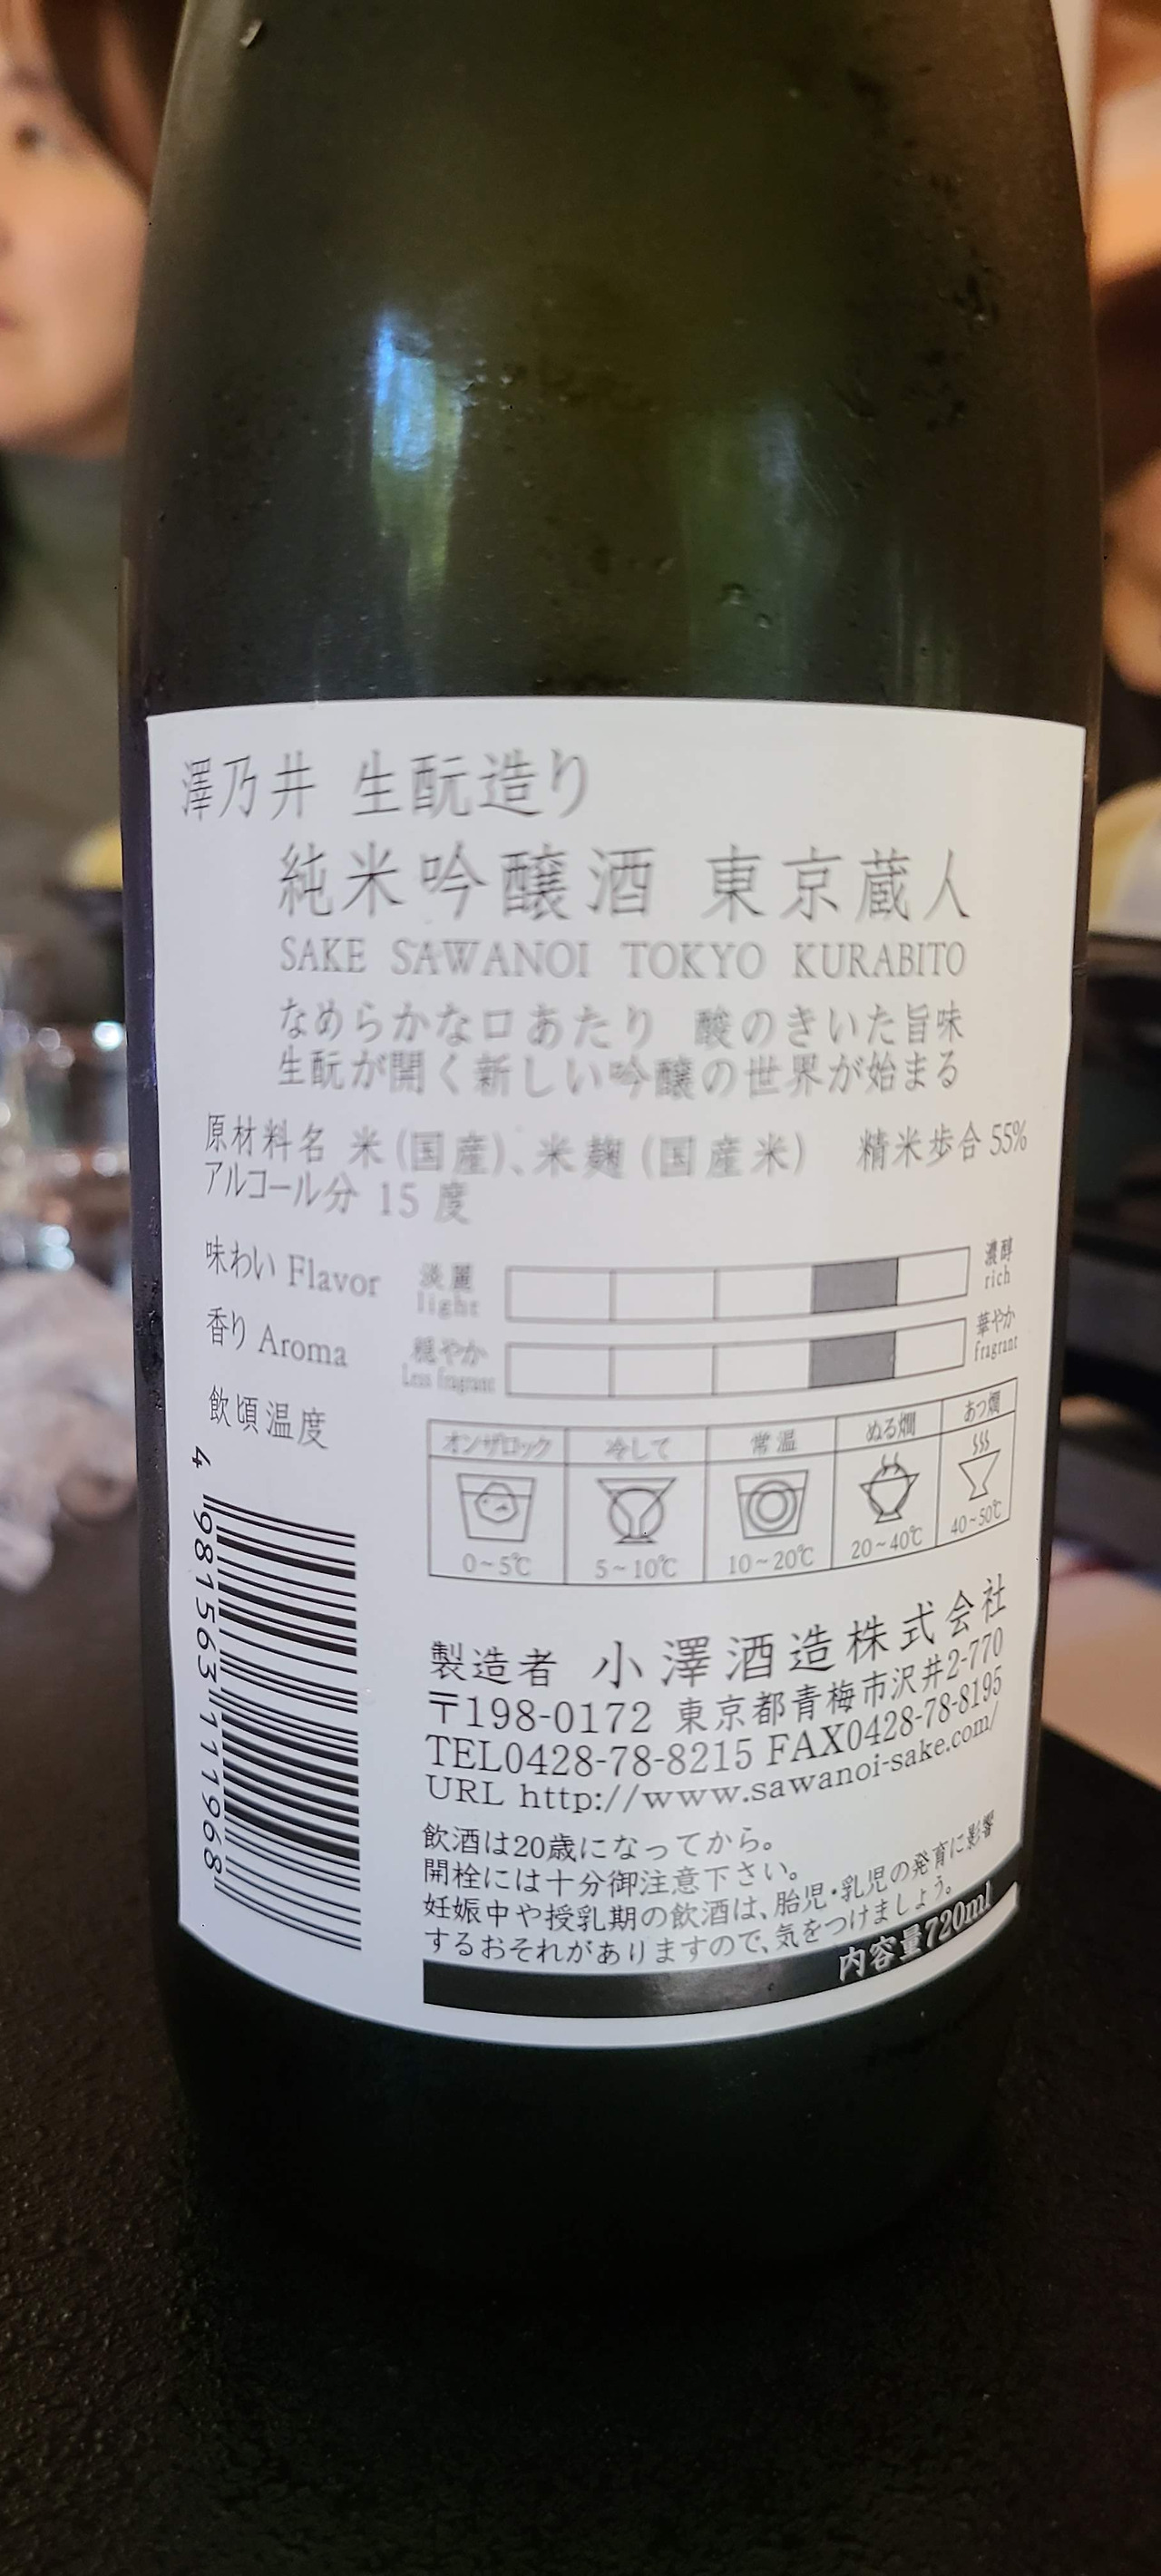 澤乃井 生酛造り
純米吟醸酒 東京蔵人
SAKE SAWANOI TOKYO KURABITO
なめらかな口あたり 酸のきいた旨味
生酛が開く新しい吟醸の世界が始まる
原材料名 米(国産)、米麹(国産米) 精米歩合55%
アルコール分 15度
味わい Flavor 淡麗 light 濃醇 rich
香り Aroma 穏やか Less fragrant 華やか fragrant
飲頃温度
オンザロック 冷して 常温 ぬる燗 あつ燗
0~5℃ 5~10℃ 10~20℃ 20~40℃ 40~50℃
4 981563 111968
製造者 小澤酒造株式会社
〒198-0172 東京都青梅市沢井2-770
TEL0428-78-8215 FAX0428-78-8195
URL http://www.sawanoi-sake.com/
飲酒は20歳になってから。
開栓には十分御注意下さい。
妊娠中や授乳期の飲酒は、胎児・乳児の発育に影響
するおそれがありますので、気をつけましょう。
内容量720ml